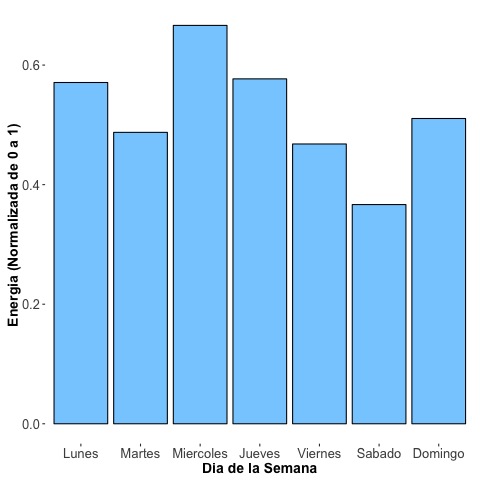 Energia (Normalizada de 0 a 1)
0.6
0.4
0.2
0.0
Lunes Martes Miercoles Jueves Viernes Sabado Domingo
Dia de la Semana